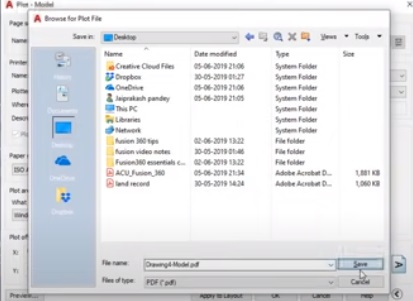 Plot - Model
Browse for Plot File
Save in: Desktop Views Tools
Page
Name
Printer
Name:
Plotte
Where
Descri
Paper
ISO
Plot ar
What
Wind
Plot off
X:
Y:
History
Documents
Desktop
OneDrive
Dropbox
Name Date modified Type Size
Creative Cloud Files 05-06-2019 21:06 System Folder
Dropbox 30-05-2019 01:27 System Folder
OneDrive 05-06-2019 21:06 System Folder
Jaiprakash pandey 05-06-2019 21:05 System Folder
This PC System Folder
Libraries System Folder
Network System Folder
fusion 360 tips 02-06-2019 13:22 File folder
fusion video notes 30-05-2019 01:46 File folder
Fusion360 essentials c... 02-06-2019 13:22 File folder
ACU_Fusion_360 05-06-2019 21:34 Adobe Acrobat D... 1,881 KB
land record 30-05-2019 14:24 Adobe Acrobat D... 1,060 KB
File name: Drawing4-Model.pdf Save
Files of type: PDF (*.pdf) Cancel
Preview... Apply to Layout OK Cancel Help